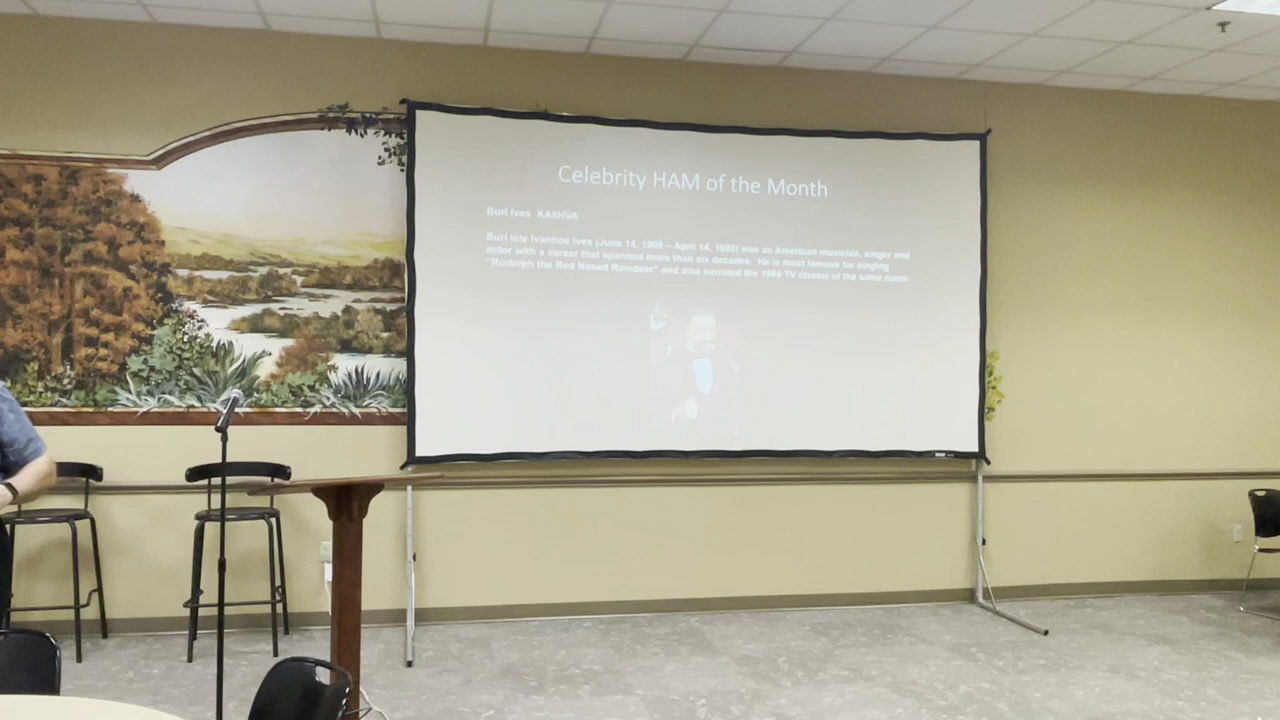 Celebrity HAM of the Month
Burl Ives KA6HVA
Burl Icle Ivanhoe Ives (June 14, 1909 – April 14, 1995) was an American musician, singer and
actor with a career that spanned more than six decades. He is most famous for singing
"Rudolph the Red Nosed Reindeer" and also narrated the 1964 TV classic of the same name.